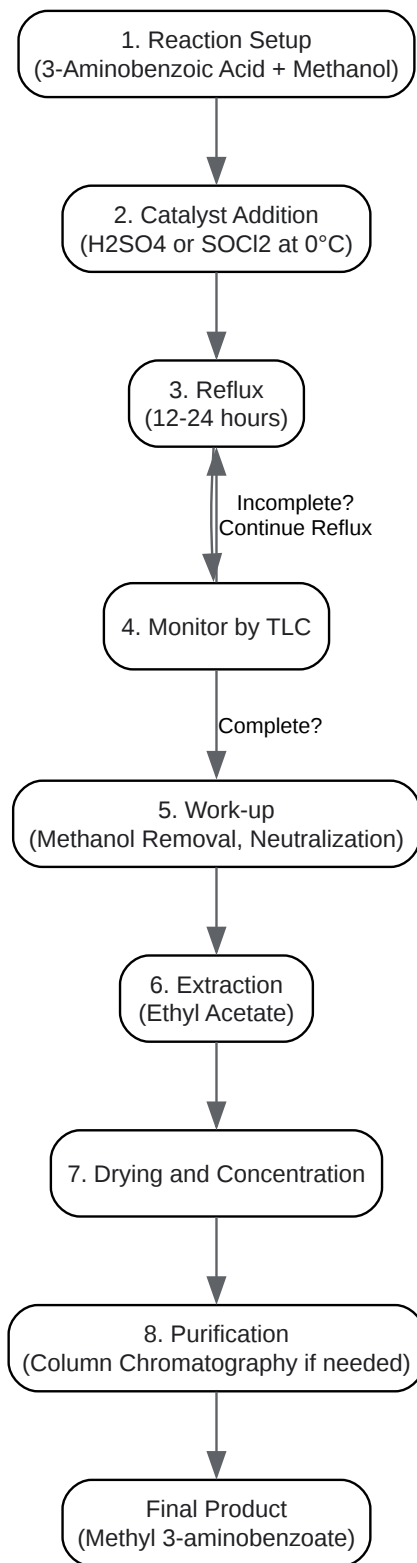 1. Reaction Setup
(3-Aminobenzoic Acid + Methanol)
2. Catalyst Addition
(H2SO4 or SOCl2 at 0°C)
3. Reflux
(12-24 hours)
Incomplete?
Continue Reflux
4. Monitor by TLC
Complete?
5. Work-up
(Methanol Removal, Neutralization)
6. Extraction
(Ethyl Acetate)
7. Drying and Concentration
8. Purification
(Column Chromatography if needed)
Final Product
(Methyl 3-aminobenzoate)